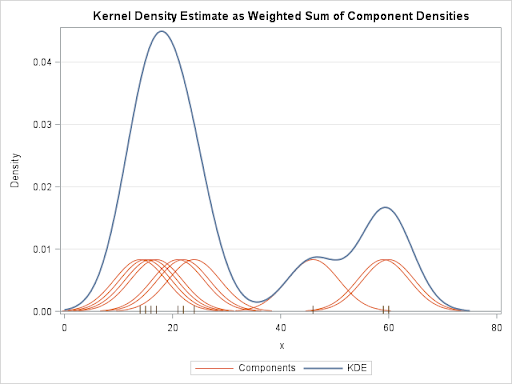 Kernel Density Estimate as Weighted Sum of Component Densities
0.04
0.03
0.02
0.01
0.00
Density
0 20 40 60 80
x
Components KDE